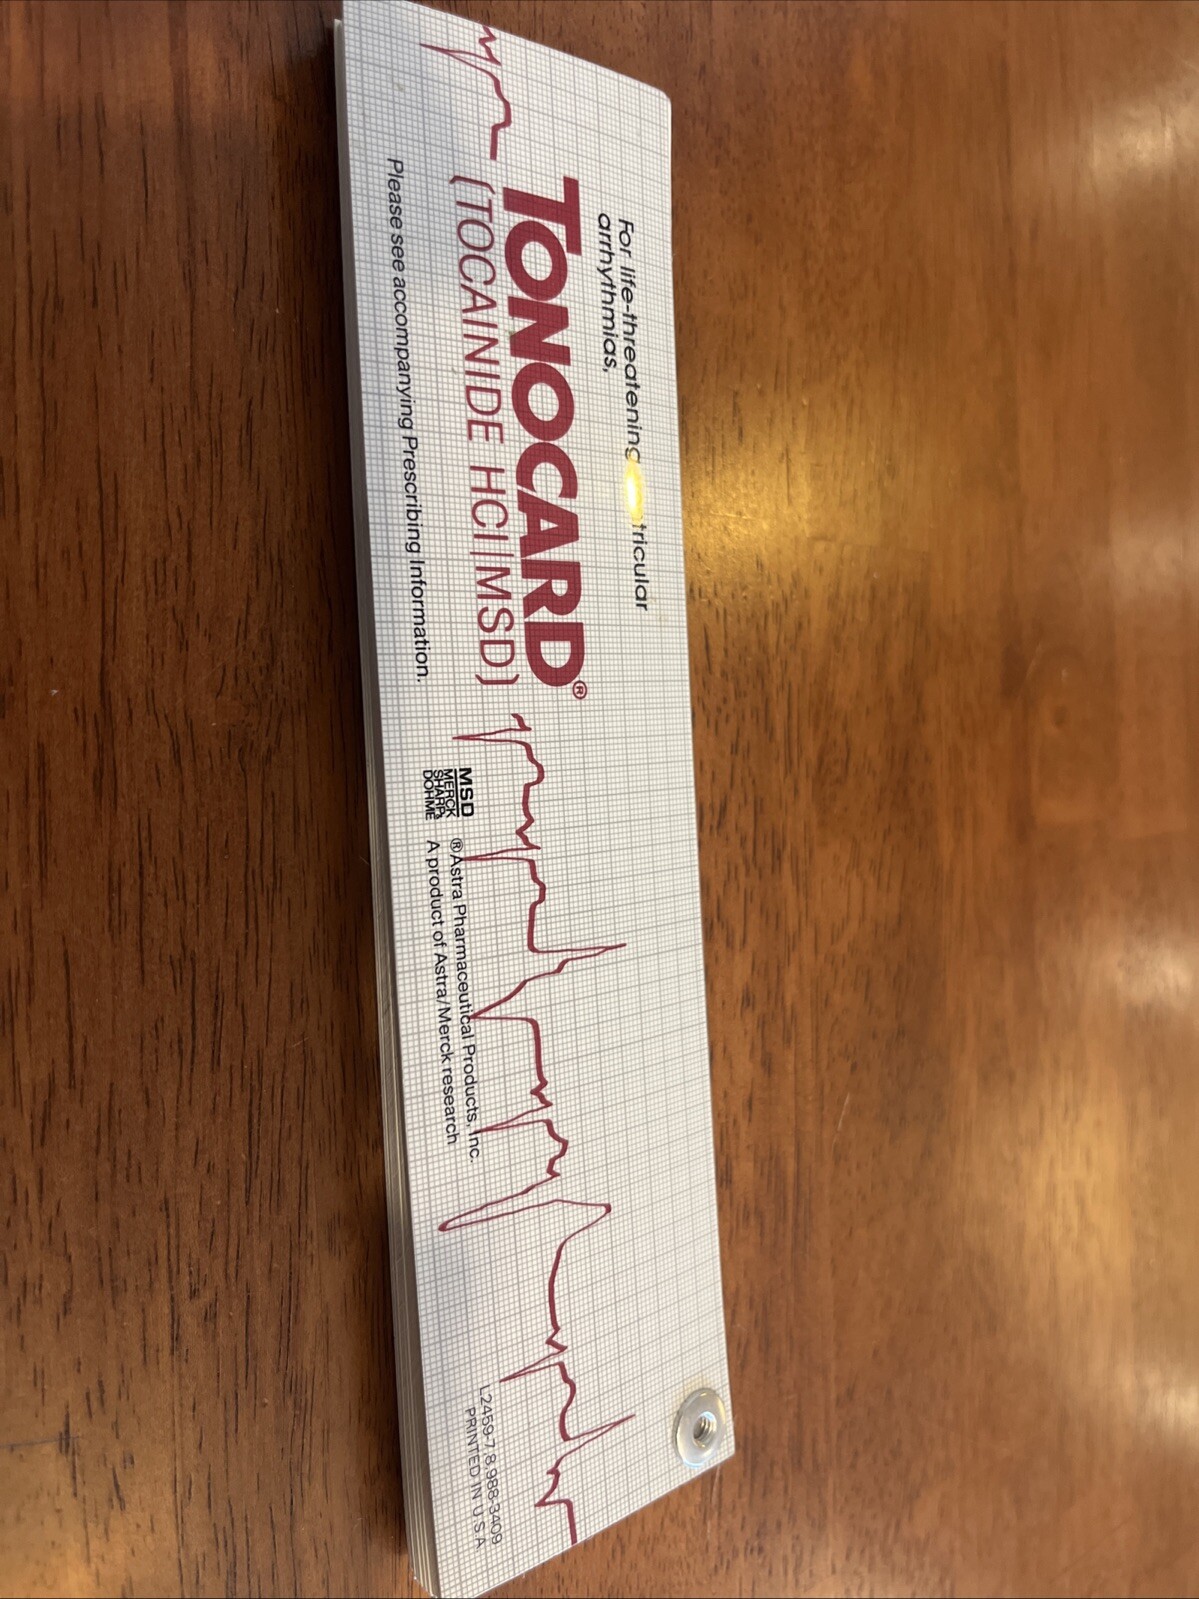 For life-threatening tricular
arrhythmias,
TONOCARD®
(TOCAINIDE HCl|MSD)
Please see accompanying Prescribing Information.
MSD
MERCK
SHARP&
DOHME
®Astra Pharmaceutical Products, Inc.
A product of Astra/Merck research
L2459-7,8 988-3409
PRINTED IN U S A